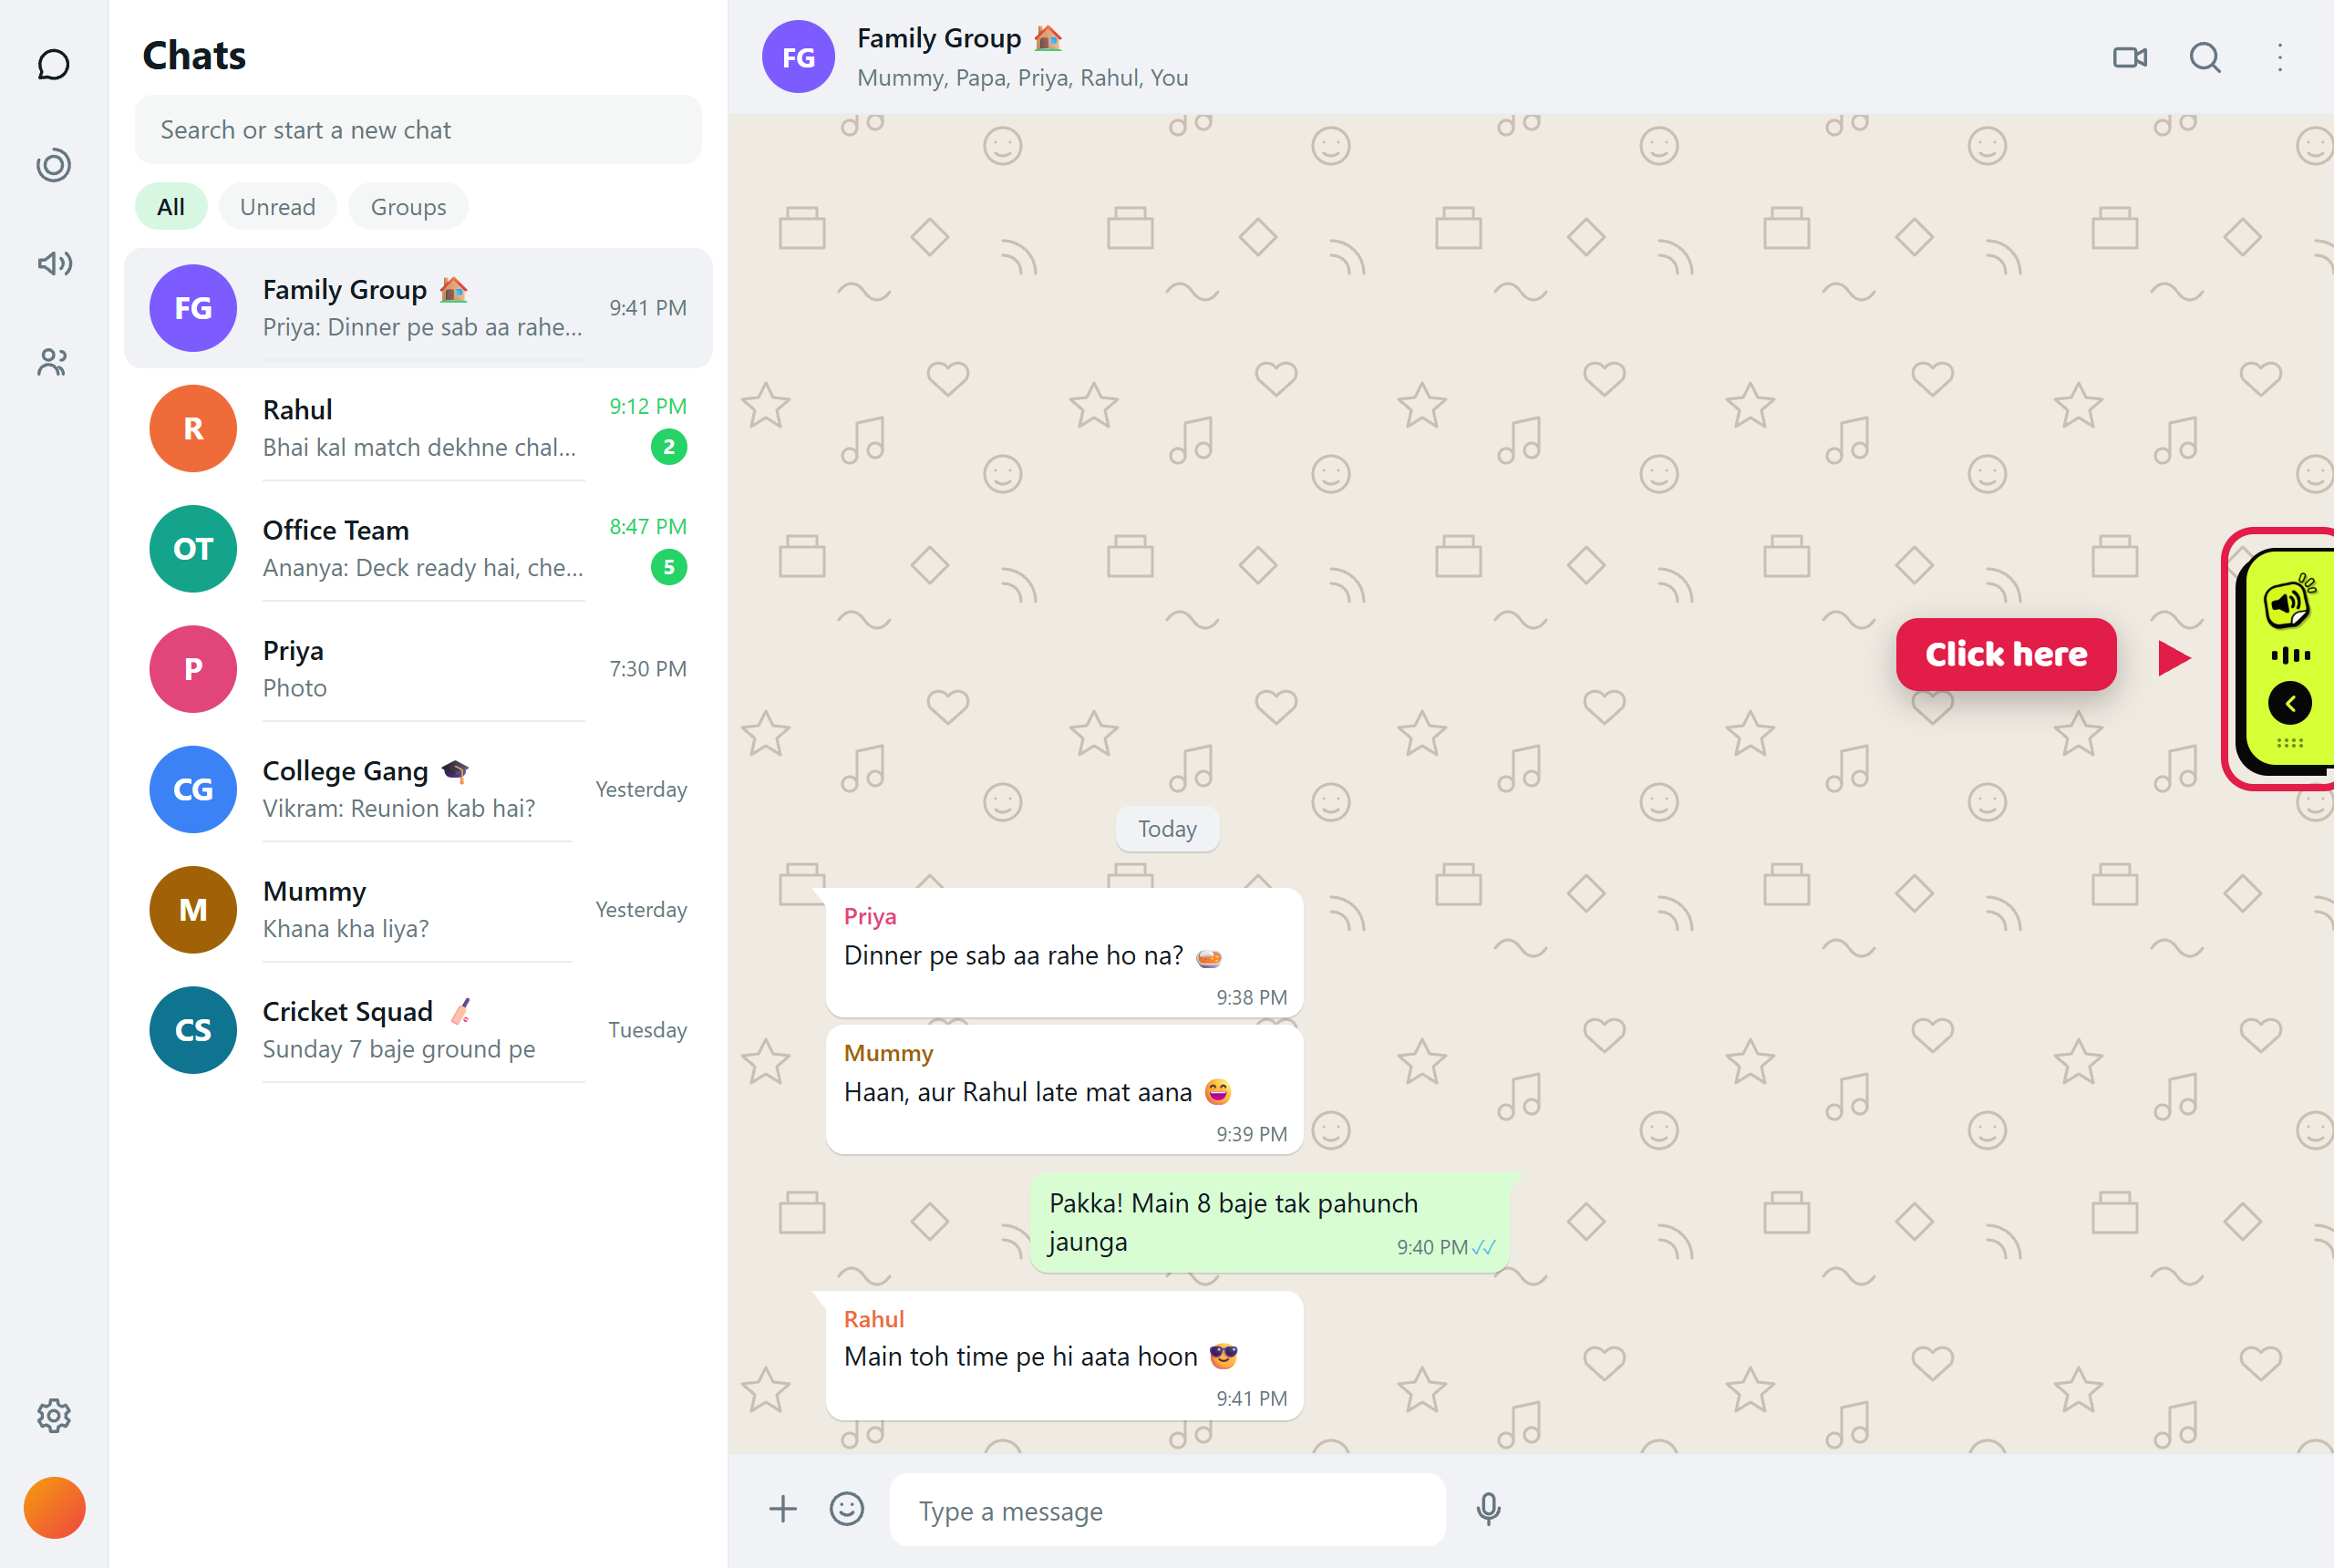 Chats
Search or start a new chat
All
Unread
Groups
FG
Family Group 🏠
9:41 PM
Priya: Dinner pe sab aa rahe...
R
Rahul
9:12 PM
Bhai kal match dekhne chal...
2
OT
Office Team
8:47 PM
Ananya: Deck ready hai, che...
5
P
Priya
7:30 PM
Photo
CG
College Gang 🎓
Yesterday
Vikram: Reunion kab hai?
M
Mummy
Yesterday
Khana kha liya?
CS
Cricket Squad 🏏
Tuesday
Sunday 7 baje ground pe
FG
Family Group 🏠
Mummy, Papa, Priya, Rahul, You
Click here
Today
Priya
Dinner pe sab aa rahe ho na? 🍲
9:38 PM
Mummy
Haan, aur Rahul late mat aana 😄
9:39 PM
Pakka! Main 8 baje tak pahunch
jaunga
9:40 PM
Rahul
Main toh time pe hi aata hoon 😎
9:41 PM
Type a message